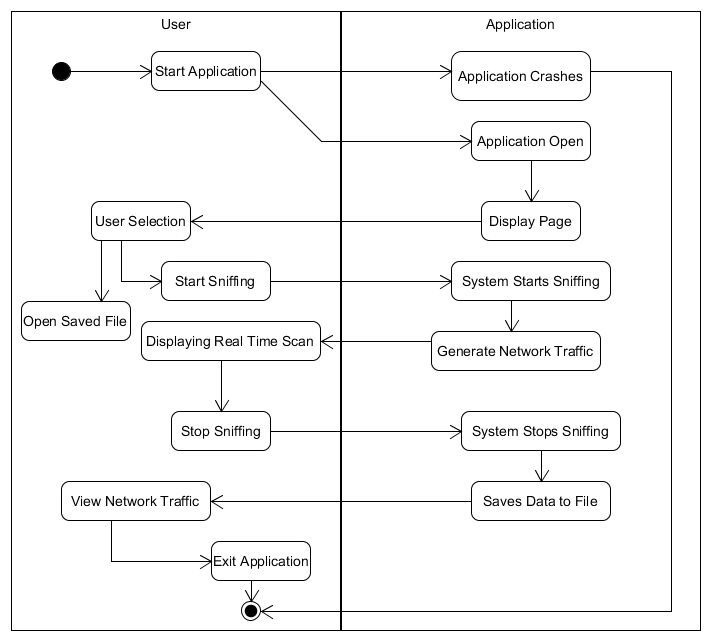 User
Application
Start Application
Application Crashes
Application Open
User Selection
Display Page
Start Sniffing
System Starts Sniffing
Open Saved File
Displaying Real Time Scan
Generate Network Traffic
Stop Sniffing
System Stops Sniffing
View Network Traffic
Saves Data to File
Exit Application